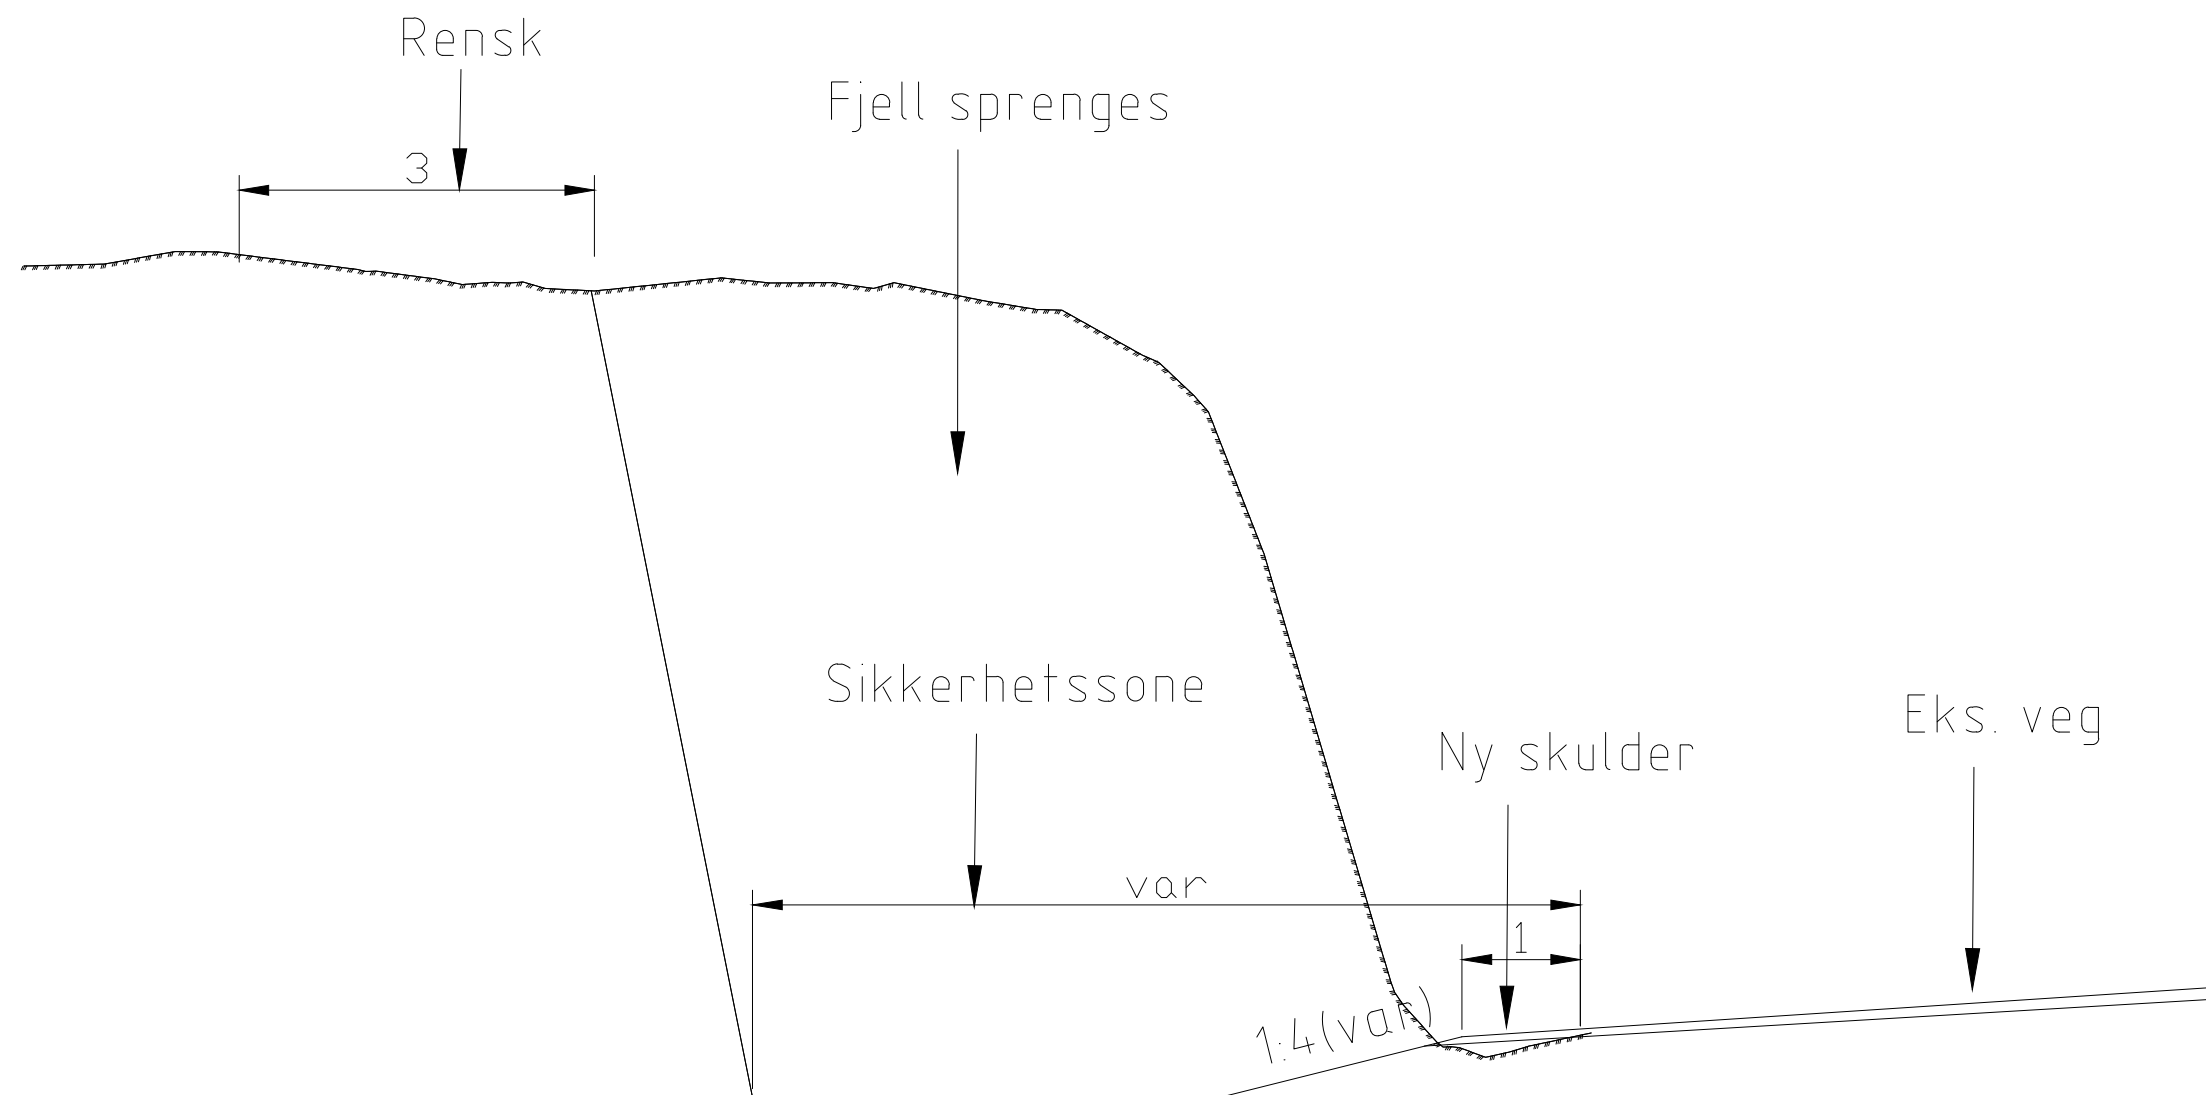 Rensk
3
Fjell sprenges
Sikkerhetssone
var
Ny skulder
1
1:4(var)
Eks. veg